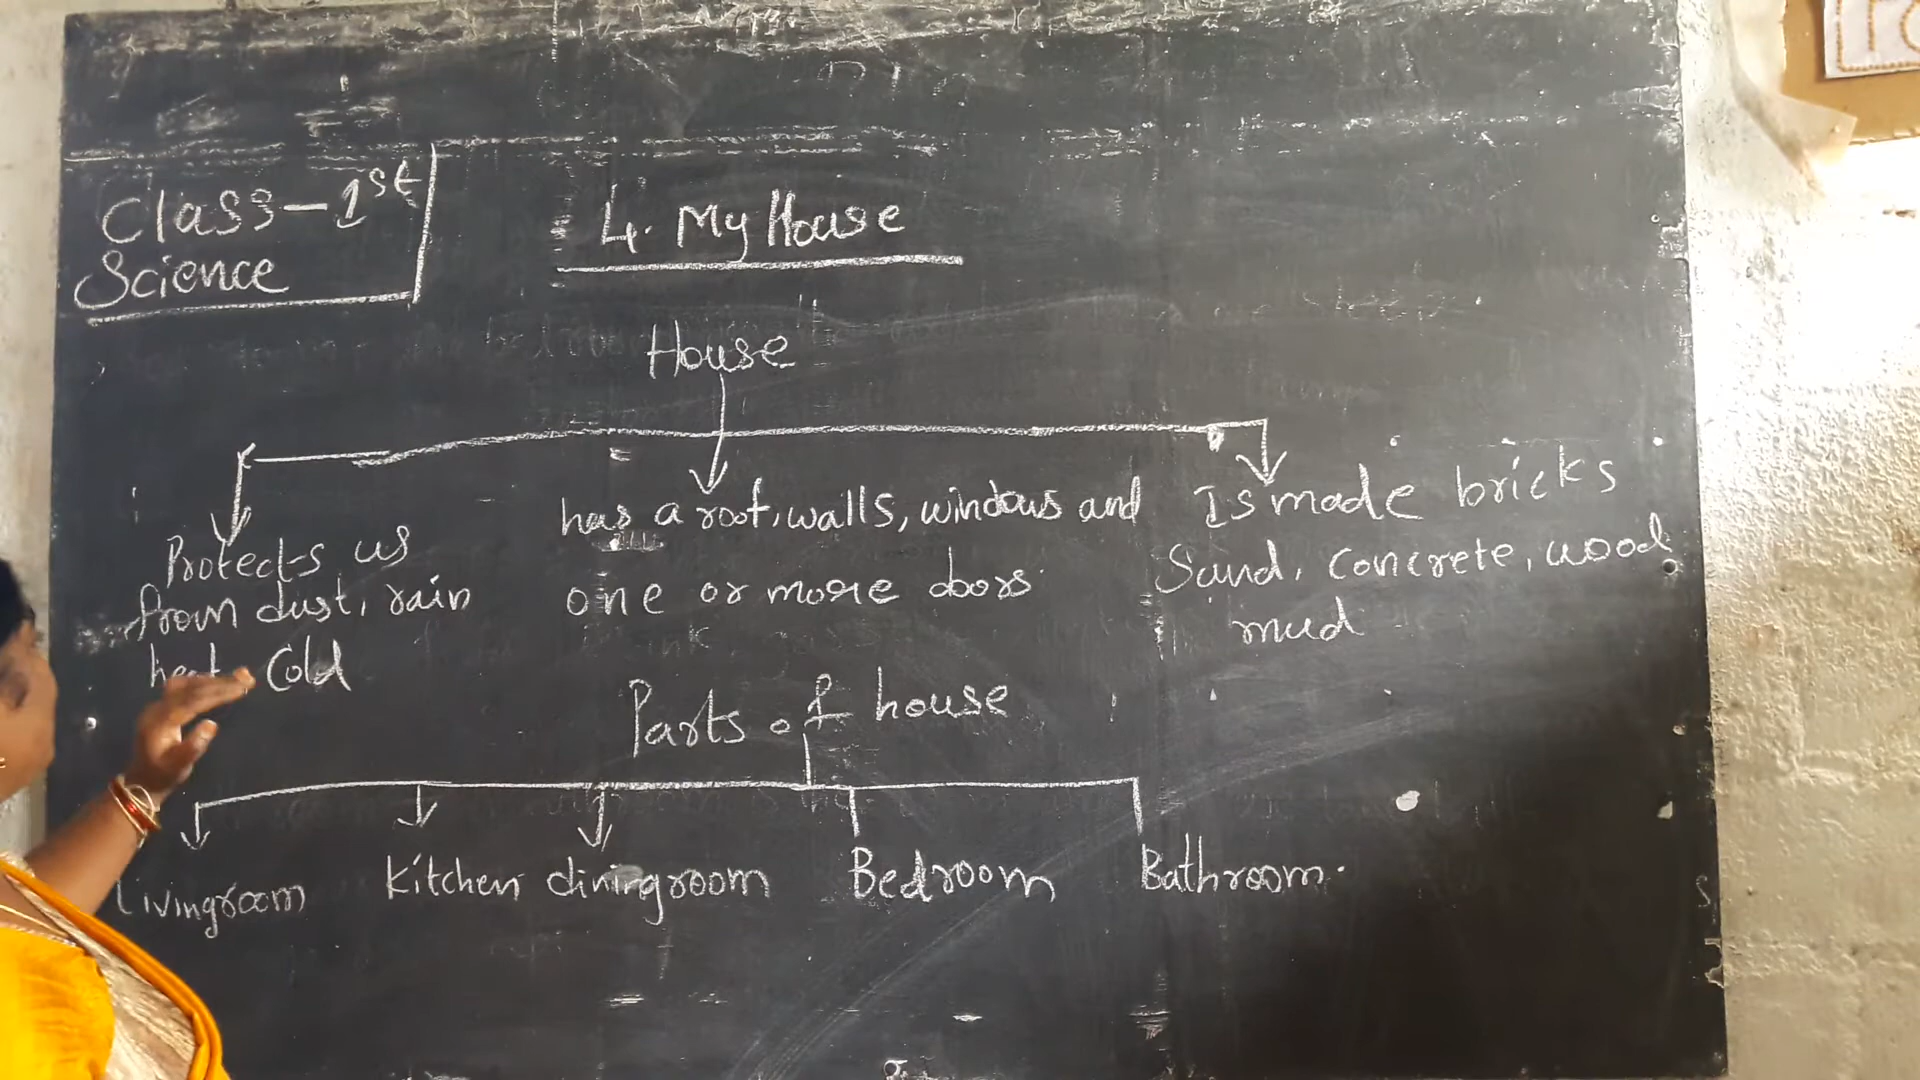 Class-1st
Science
4. My House
House
Protects us
from dust, rain
heat, Cold
has a roof, walls, windows and
one or more doors
Is made bricks
Sand, concrete, wood
mud
Parts of house
Livingroom
Kitchen
diningroom
Bedroom
Bathroom.